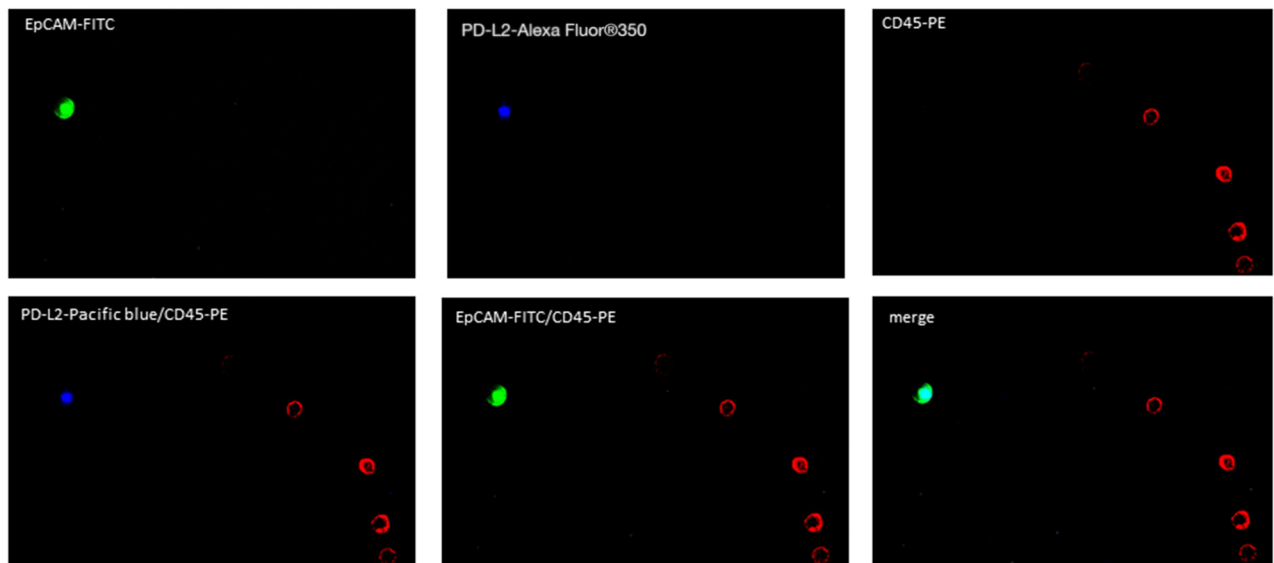 EpCAM-FITC
PD-L2-Alexa Fluor®350
CD45-PE
PD-L2-Pacific blue/CD45-PE
EpCAM-FITC/CD45-PE
merge